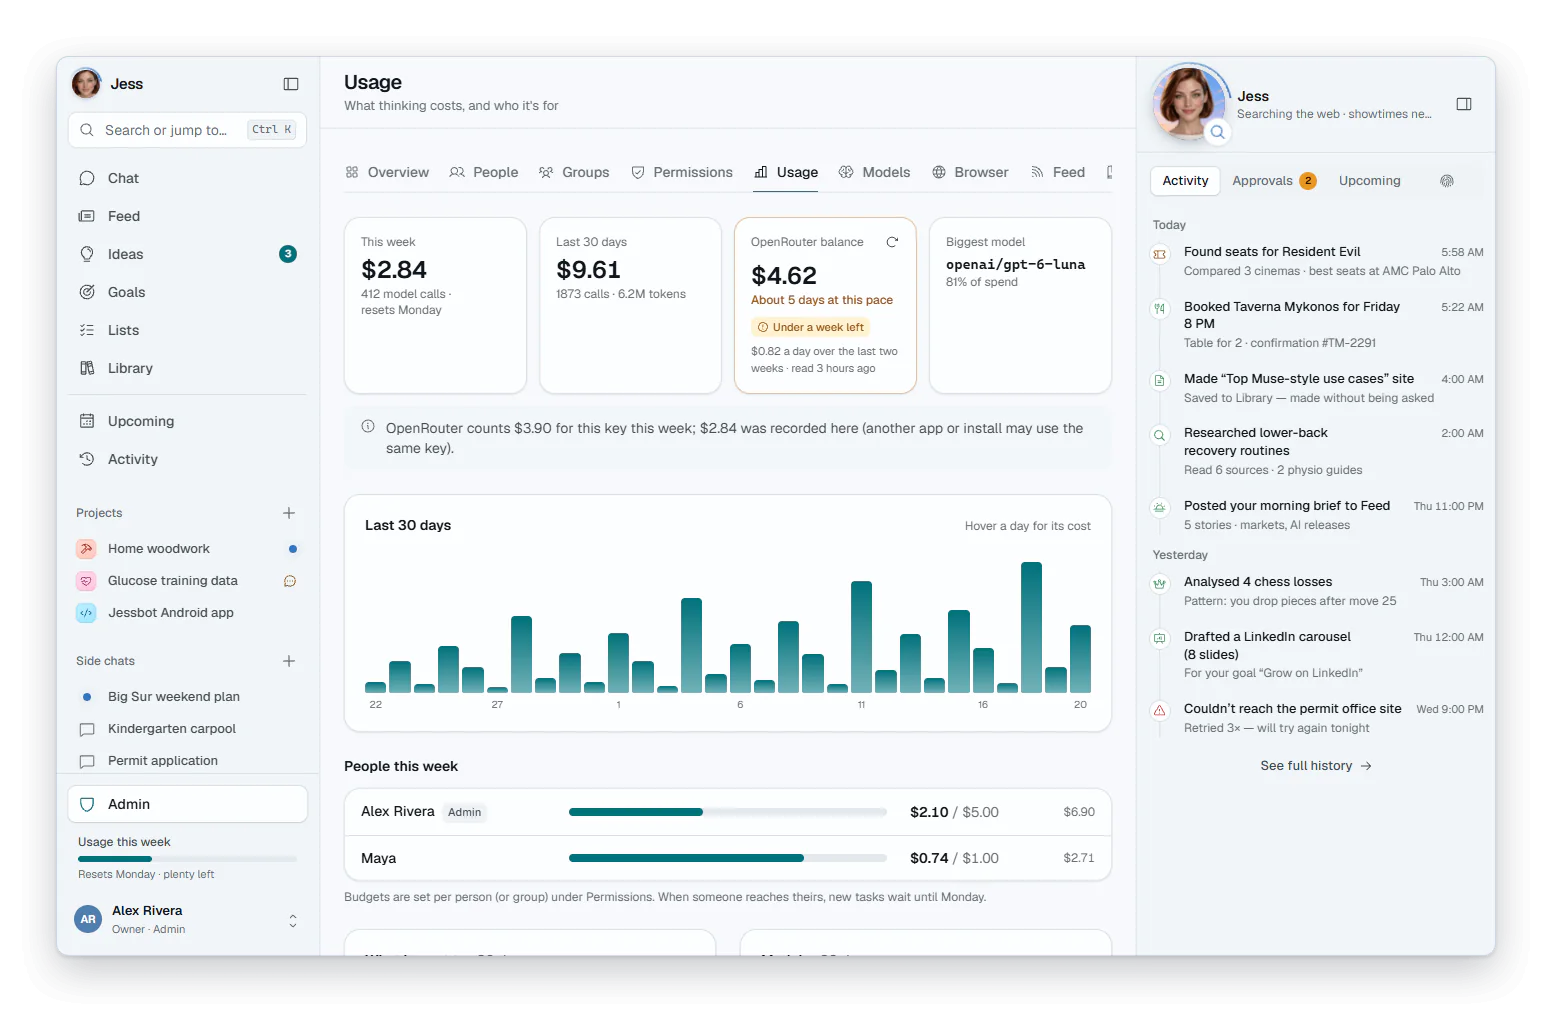 Jess
Search or jump to…
Ctrl K
Chat
Feed
Ideas
3
Goals
Lists
Library
Upcoming
Activity
Projects
Home woodwork
Glucose training data
Jessbot Android app
Side chats
Big Sur weekend plan
Kindergarten carpool
Permit application
Admin
Usage this week
Resets Monday · plenty left
AR
Alex Rivera
Owner · Admin
Usage
What thinking costs, and who it's for
Overview
People
Groups
Permissions
Usage
Models
Browser
Feed
This week
$2.84
412 model calls ·
resets Monday
Last 30 days
$9.61
1873 calls · 6.2M tokens
OpenRouter balance
$4.62
About 5 days at this pace
Under a week left
$0.82 a day over the last two
weeks · read 3 hours ago
Biggest model
openai/gpt-6-luna
81% of spend
OpenRouter counts $3.90 for this key this week; $2.84 was recorded here (another app or install may use the
same key).
Last 30 days
Hover a day for its cost
22 27 1 6 11 16 20
People this week
Alex Rivera Admin $2.10 / $5.00 $6.90
Maya $0.74 / $1.00 $2.71
Budgets are set per person (or group) under Permissions. When someone reaches theirs, new tasks wait until Monday.
Jess
Searching the web · showtimes ne…
Activity
Approvals 2
Upcoming
Today
Found seats for Resident Evil 5:58 AM
Compared 3 cinemas · best seats at AMC Palo Alto
Booked Taverna Mykonos for Friday 5:22 AM
8 PM
Table for 2 · confirmation #TM-2291
Made “Top Muse-style use cases” site 4:00 AM
Saved to Library — made without being asked
Researched lower-back 2:00 AM
recovery routines
Read 6 sources · 2 physio guides
Posted your morning brief to Feed Thu 11:00 PM
5 stories · markets, AI releases
Yesterday
Analysed 4 chess losses Thu 3:00 AM
Pattern: you drop pieces after move 25
Drafted a LinkedIn carousel Thu 12:00 AM
(8 slides)
For your goal “Grow on LinkedIn”
Couldn’t reach the permit office site Wed 9:00 PM
Retried 3× — will try again tonight
See full history →